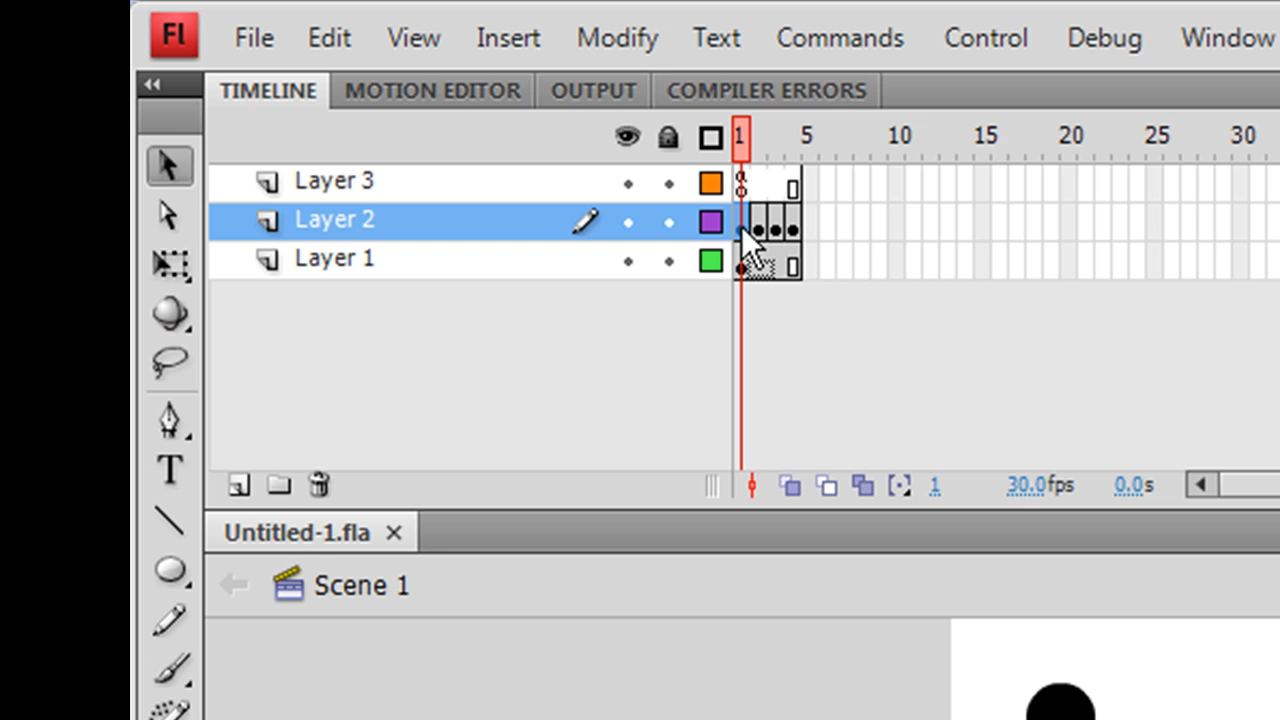 Fl File Edit View Insert Modify Text Commands Control Debug Window
TIMELINE MOTION EDITOR OUTPUT COMPILER ERRORS
1 5 10 15 20 25 30
Layer 3
Layer 2
Layer 1
1 30.0fps 0.0s
T
Untitled-1.fla
Scene 1